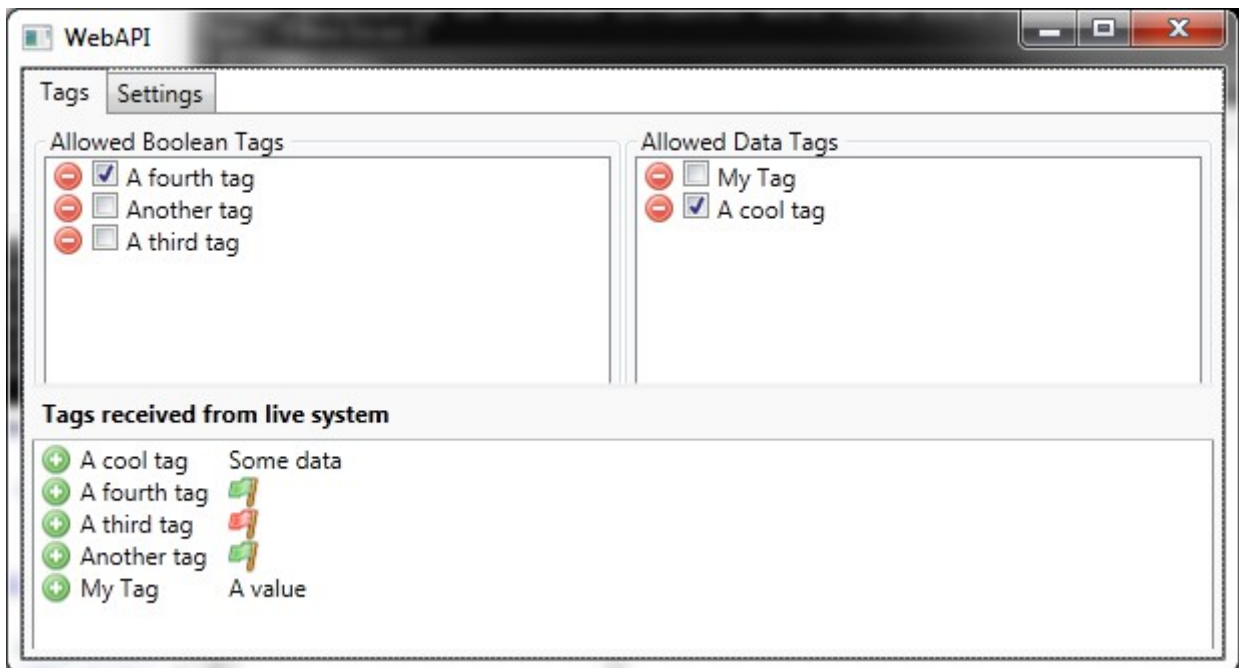 WebAPI
Tags Settings
Allowed Boolean Tags
A fourth tag
Another tag
A third tag
Allowed Data Tags
My Tag
A cool tag
Tags received from live system
A cool tag Some data
A fourth tag
A third tag
Another tag
My Tag A value